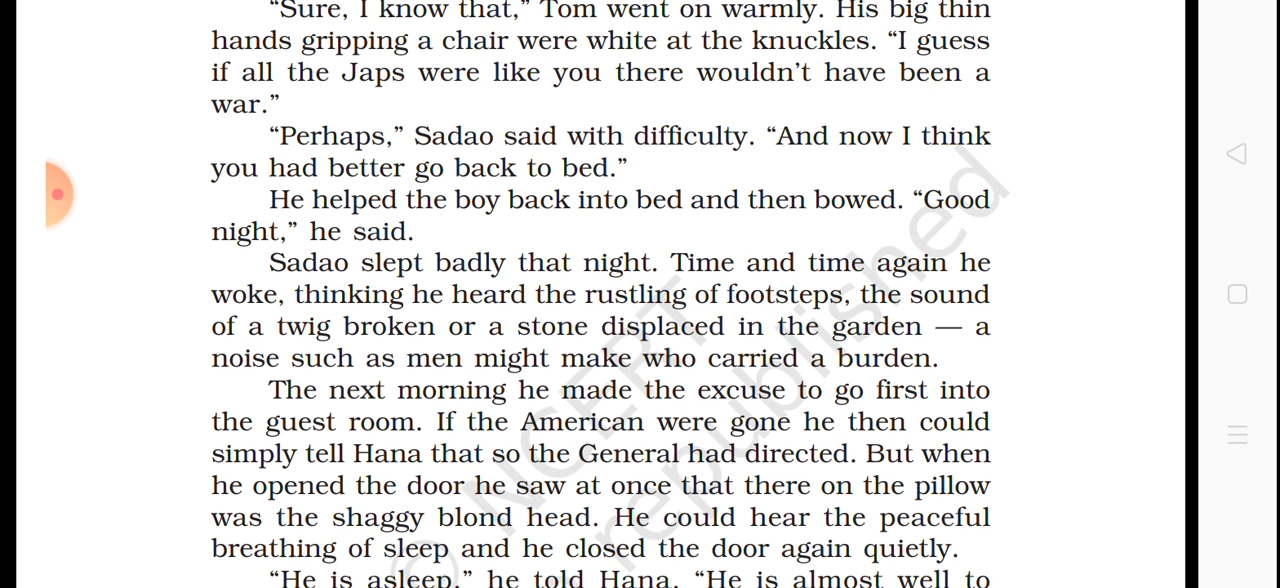 “Sure, I know that,” Tom went on warmly. His big thin
hands gripping a chair were white at the knuckles. “I guess
if all the Japs were like you there wouldn’t have been a
war.”
“Perhaps,” Sadao said with difficulty. “And now I think
you had better go back to bed.”
He helped the boy back into bed and then bowed. “Good
night,” he said.
Sadao slept badly that night. Time and time again he
woke, thinking he heard the rustling of footsteps, the sound
of a twig broken or a stone displaced in the garden — a
noise such as men might make who carried a burden.
The next morning he made the excuse to go first into
the guest room. If the American were gone he then could
simply tell Hana that so the General had directed. But when
he opened the door he saw at once that there on the pillow
was the shaggy blond head. He could hear the peaceful
breathing of sleep and he closed the door again quietly.
“He is asleep,” he told Hana. “He is almost well to
© NCERT
republished